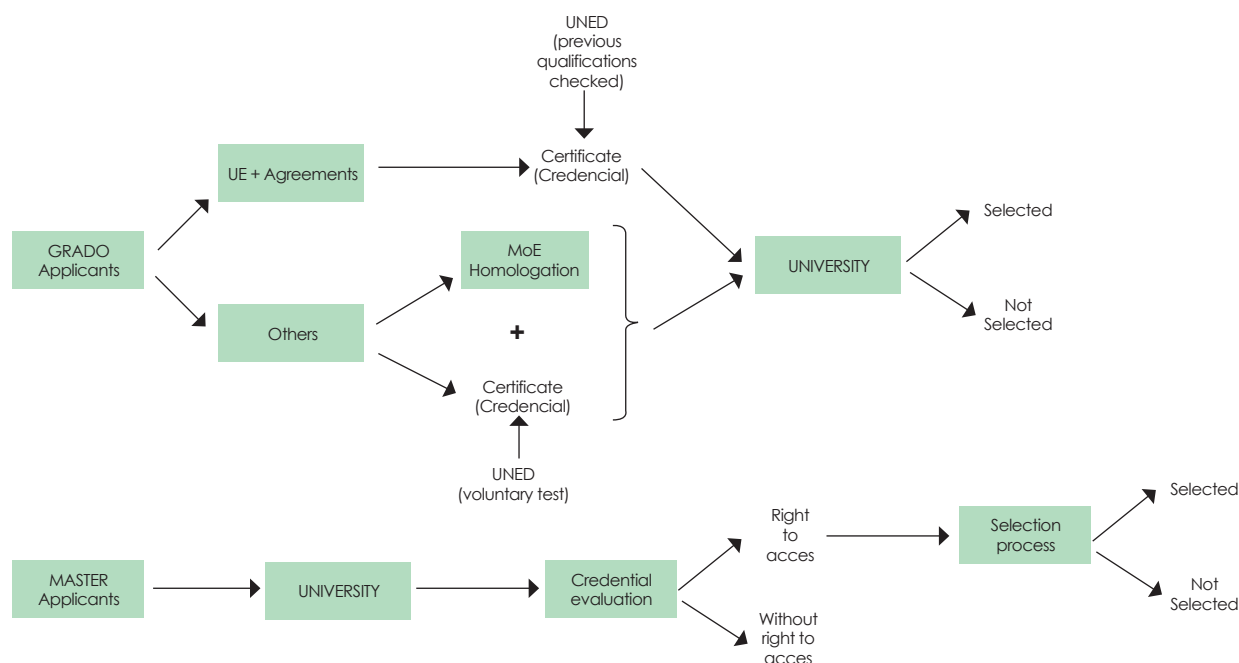 UNED
(previous
qualifications
checked)
Certificate
(Credencial)
UE + Agreements
GRADO
Applicants
MoE
Homologation
UNIVERSITY
Selected
Not
Selected
Others
+
Certificate
(Credencial)
UNED
(voluntary test)
MASTER
Applicants
UNIVERSITY
Credential
evaluation
Right
to
acces
Without
right to
acces
Selection
process
Selected
Not
Selected